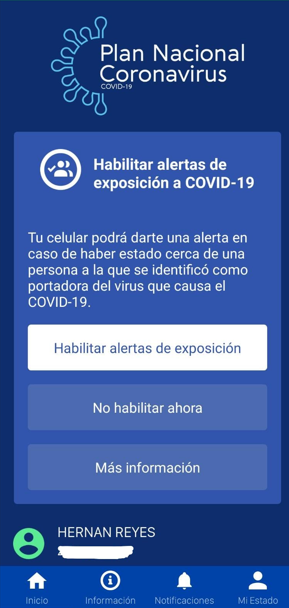 Plan Nacional
Coronavirus
COVID-19
Habilitar alertas de
exposición a COVID-19
Tu celular podrá darte una alerta en
caso de haber estado cerca de una
persona a la que se identificó como
portadora del virus que causa el
COVID-19.
Habilitar alertas de exposición
No habilitar ahora
Más información
HERNAN REYES
Inicio
Información
Notificaciones
Mi Estado